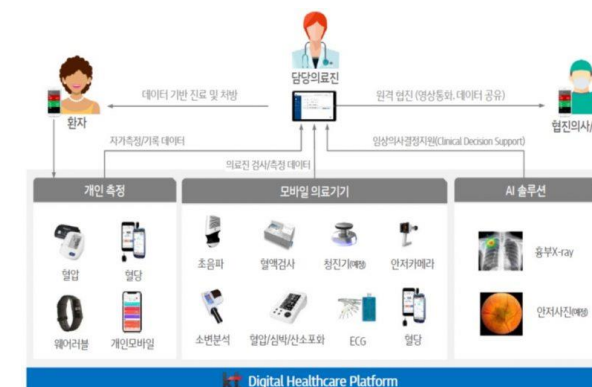 담당의료진
데이터 기반 진료 및 처방
원격 협진 (영상통화, 데이터 공유)
환자
협진의사/
자가측정/기록 데이터
임상의사결정지원(Clinical Decision Support)
의료진 검사/측정 데이터
개인 측정
모바일 의료기기
AI 솔루션
혈압
혈당
초음파
혈액검사
청진기(예정)
안저카메라
흉부X-ray
웨어러블
개인모바일
소변분석
혈압/심박/산소포화
ECG
혈당
안저사진(예정)
Digital Healthcare Platform